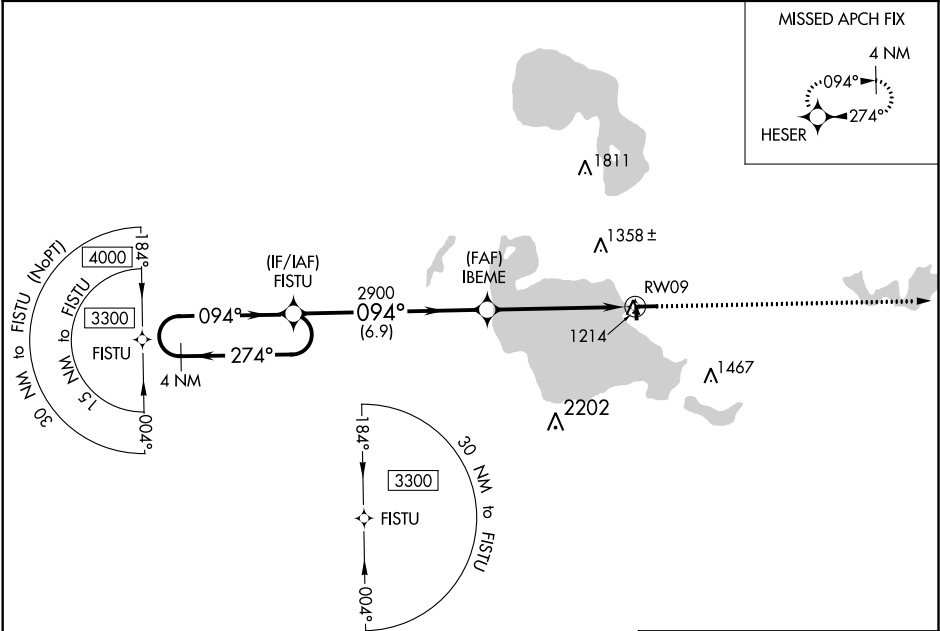 MISSED APCH FIX
4 NM
094°
274°
HESER
1811
1358 ±
(FAF)
IBEME
RW09
1214
1467
2202
(IF/IAF)
FISTU
2900
094°
(6.9)
094°
274°
4 NM
30 NM to FISTU (NoPT)
15 NM to FISTU
4000
3300
184°
FISTU
004°
184°
30 NM to FISTU
3300
FISTU
004°